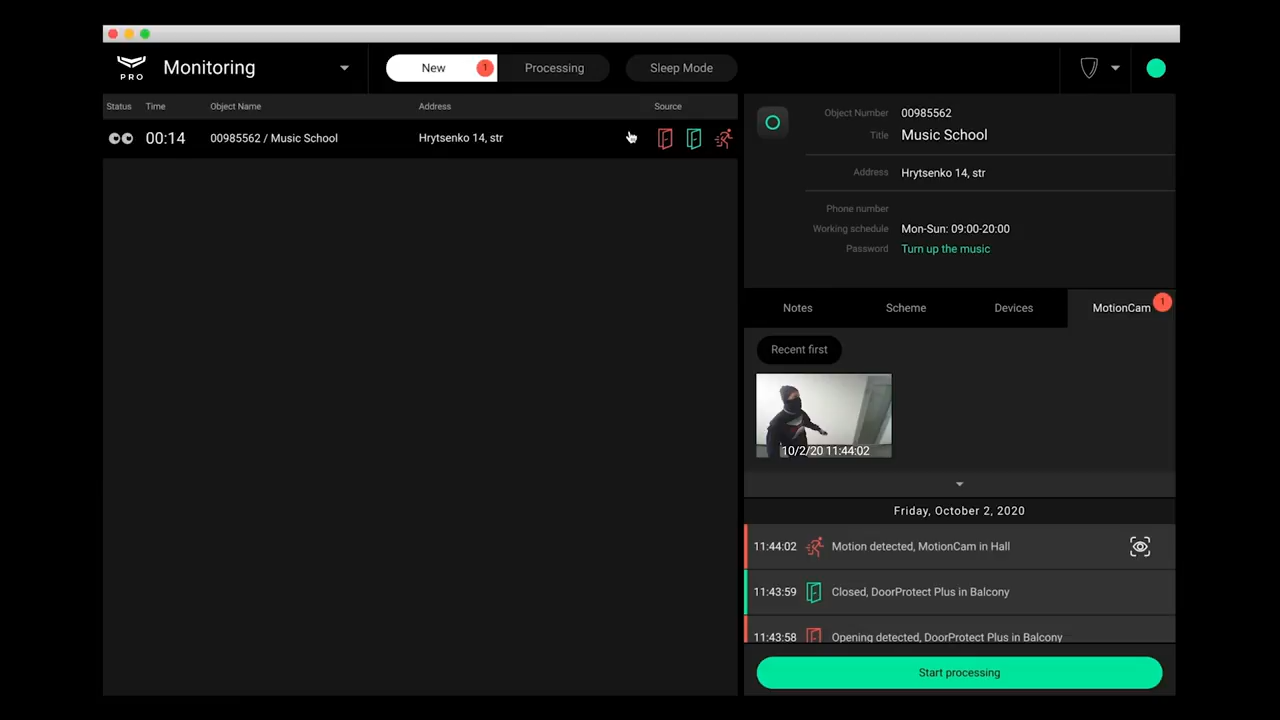 PRO
Monitoring
New
1
Processing
Sleep Mode
Status Time Object Name Address Source
00:14 00985562 / Music School Hrytsenko 14, str
Object Number 00985562
Title Music School
Address Hrytsenko 14, str
Phone number
Working schedule Mon-Sun: 09:00-20:00
Password Turn up the music
Notes Scheme Devices MotionCam 1
Recent first
10/2/20 11:44:02
Friday, October 2, 2020
11:44:02 Motion detected, MotionCam in Hall
11:43:59 Closed, DoorProtect Plus in Balcony
11:43:58 Opening detected, DoorProtect Plus in Balcony
Start processing